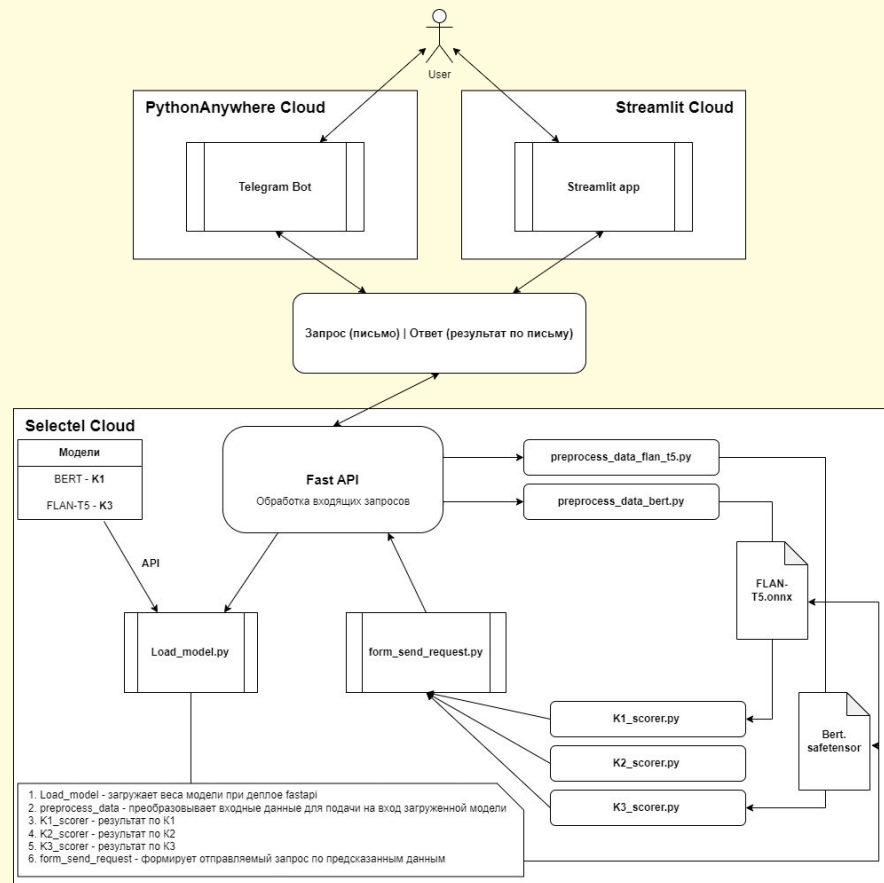 User
PythonAnywhere Cloud
Streamlit Cloud
Telegram Bot
Streamlit app
Запрос (письмо) | Ответ (результат по письму)
Selectel Cloud
Модели
BERT - K1
FLAN-T5 - K3
Fast API
Обработка входящих запросов
preprocess_data_flan_t5.py
preprocess_data_bert.py
API
FLAN-
T5.onnx
Load_model.py
form_send_request.py
K1_scorer.py
Bert.
safetensor
K2_scorer.py
K3_scorer.py
1. Load_model - загружает веса модели при деплое fastapi
2. preprocess_data - преобразовывает входные данные для подачи на вход загруженной модели
3. K1_scorer - результат по К1
4. K2_scorer - результат по К2
5. K3_scorer - результат по К3
6. form_send_request - формирует отправляемый запрос по предсказанным данным